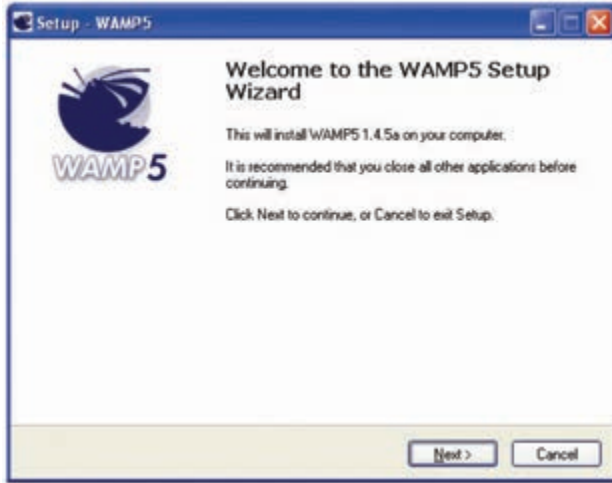 Setup - WAMP5
WAMP5
Welcome to the WAMP5 Setup
Wizard
This will install WAMP5 1.4.5a on your computer.
It is recommended that you close all other applications before
continuing.
Click Next to continue, or Cancel to exit Setup.
Next >
Cancel